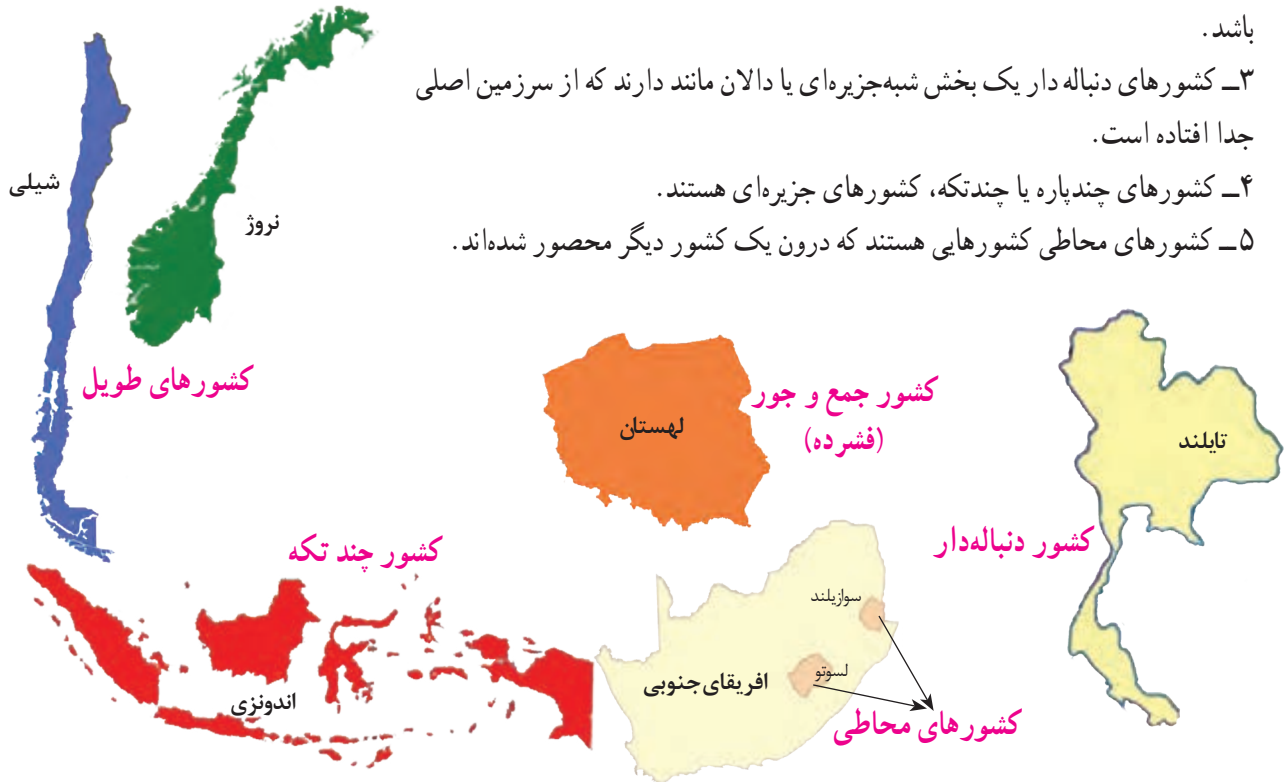 باشد.
۳ــ کشورهای دنباله دار یک بخش شبه‌جزیره‌ای یا دالان مانند دارند که از سرزمین اصلی
جدا افتاده است.
۴ــ کشورهای چندپاره یا چندتکه، کشورهای جزیره‌ای هستند.
۵ــ کشورهای محاطی کشورهایی هستند که درون یک کشور دیگر محصور شده‌اند.
شیلی
نروژ
کشورهای طویل
لهستان
کشور جمع و جور
(فشرده)
تایلند
کشور دنباله‌دار
کشور چند تکه
اندونزی
سوازیلند
لسوتو
افریقای جنوبی
کشورهای محاطی